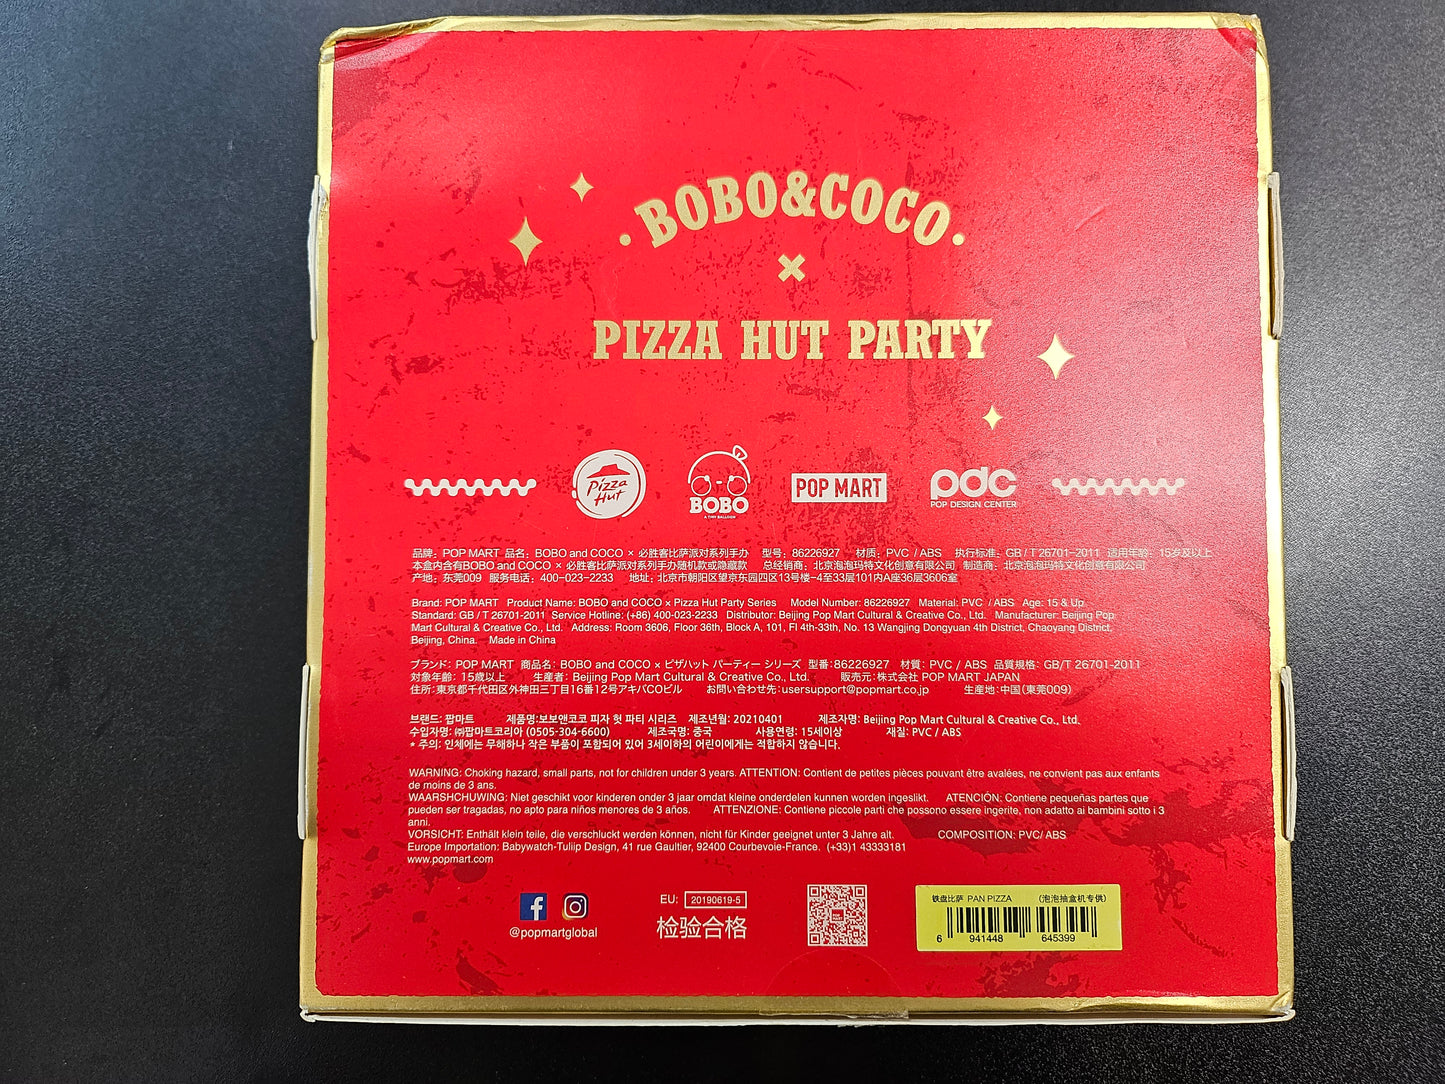 • BOBO&COCO •
×
PIZZA HUT PARTY
Pizza
Hut
BOBO
A TINY BALLOON
POP MART
pdc
POP DESIGN CENTER
品牌: POP MART 品名: BOBO and COCO × 必胜客比萨派对系列手办 型号: 86226927 材质: PVC / ABS 执行标准: GB / T 26701-2011 适用年龄: 15岁及以上
本盒内含有BOBO and COCO × 必胜客比萨派对系列手办随机款或隐藏款 总经销商: 北京泡泡玛特文化创意有限公司 制造商: 北京泡泡玛特文化创意有限公司
产地: 东莞009 服务电话: 400-023-2233 地址: 北京市朝阳区望京东园四区13号楼-4至33层101内A座36层3606室
Brand: POP MART Product Name: BOBO and COCO × Pizza Hut Party Series Model Number: 86226927 Material: PVC / ABS Age: 15 & Up
Standard: GB / T 26701-2011 Service Hotline: (+86) 400-023-2233 Distributor: Beijing Pop Mart Cultural & Creative Co., Ltd. Manufacturer: Beijing Pop
Mart Cultural & Creative Co., Ltd. Address: Room 3606, Floor 36th, Block A, 101, Fl 4th-33th, No. 13 Wangjing Dongyuan 4th District, Chaoyang District,
Beijing, China. Made in China
ブランド: POP MART 商品名: BOBO and COCO × ピザハット パーティー シリーズ 型番:86226927 材質: PVC / ABS 品質規格: GB/T 26701-2011
対象年齢: 15歳以上 生産者: Beijing Pop Mart Cultural & Creative Co., Ltd. 販売元: 株式会社 POP MART JAPAN
住所: 東京都千代田区外神田三丁目16番12号アキバCOビル お問い合わせ先:usersupport@popmart.co.jp 生産地:中国(東莞009)
브랜드: 팝마트 제품명:보보앤코코 피자 헛 파티 시리즈 제조년월: 20210401 제조자명: Beijing Pop Mart Cultural & Creative Co., Ltd.
수입자명: ㈜팝마트코리아 (0505-304-6600) 제조국명: 중국 사용연령: 15세이상 재질: PVC / ABS
* 주의: 인체에는 무해하나 작은 부품이 포함되어 있어 3세이하의 어린이에게는 적합하지 않습니다.
WARNING: Choking hazard, small parts, not for children under 3 years. ATTENTION: Contient de petites pièces pouvant être avalées, ne convient pas aux enfants
de moins de 3 ans.
WAARSHCHUWING: Niet geschikt voor kinderen onder 3 jaar omdat kleine onderdelen kunnen worden ingeslikt. ATENCIÓN: Contiene pequeñas partes que
pueden ser tragadas, no apto para niños menores de 3 años. ATTENZIONE: Contiene piccole parti che possono essere ingerite, non adatto ai bambini sotto i 3
anni.
VORSICHT: Enthält klein teile, die verschluckt werden können, nicht für Kinder geeignet unter 3 Jahre alt. COMPOSITION: PVC/ ABS
Europe Importation: Babywatch-Tuliip Design, 41 rue Gaultier, 92400 Courbevoie-France. (+33)1 43333181
www.popmart.com
@popmartglobal
EU: 20190619-5
检验合格
铁盘比萨 PAN PIZZA (泡泡抽盒机专供)
6 941448 645399